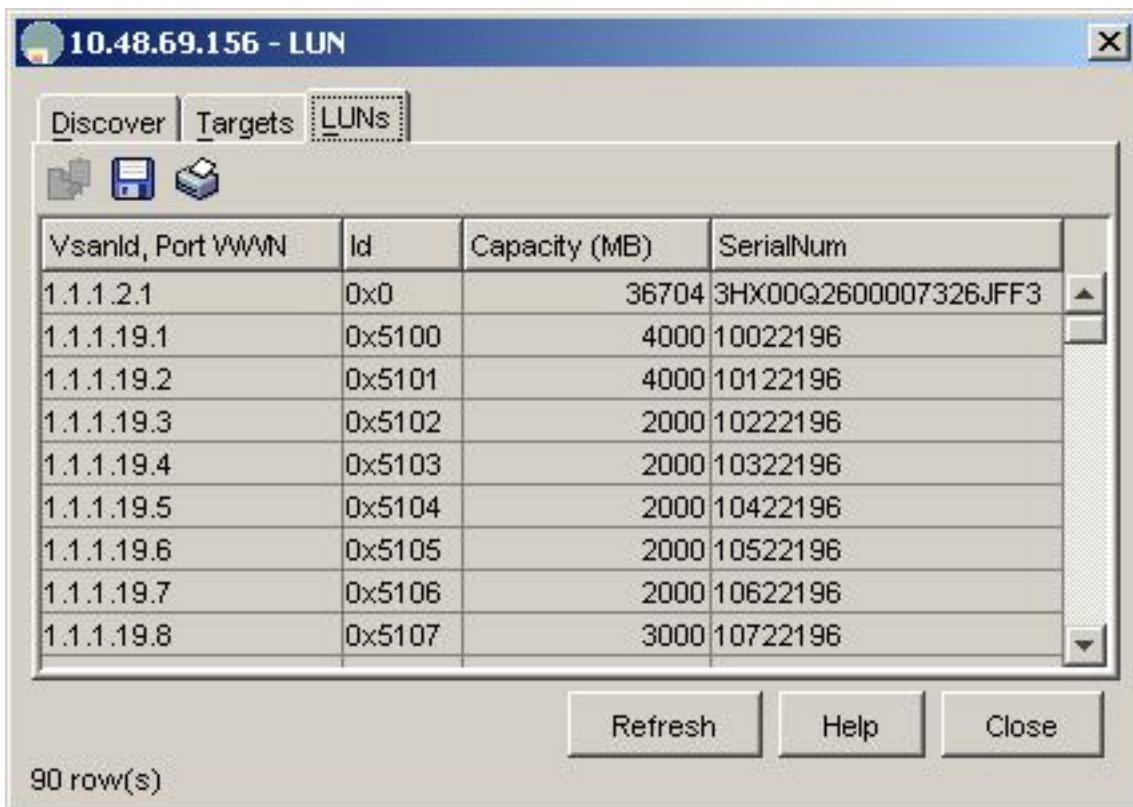 10.48.69.156 - LUN
Discover Targets LUNs
VsanId, Port WWN Id Capacity (MB) SerialNum
1.1.1.2.1 0x0 36704 3HX00Q2600007326JFF3
1.1.1.19.1 0x5100 4000 10022196
1.1.1.19.2 0x5101 4000 10122196
1.1.1.19.3 0x5102 2000 10222196
1.1.1.19.4 0x5103 2000 10322196
1.1.1.19.5 0x5104 2000 10422196
1.1.1.19.6 0x5105 2000 10522196
1.1.1.19.7 0x5106 2000 10622196
1.1.1.19.8 0x5107 3000 10722196
Refresh Help Close
90 row(s)